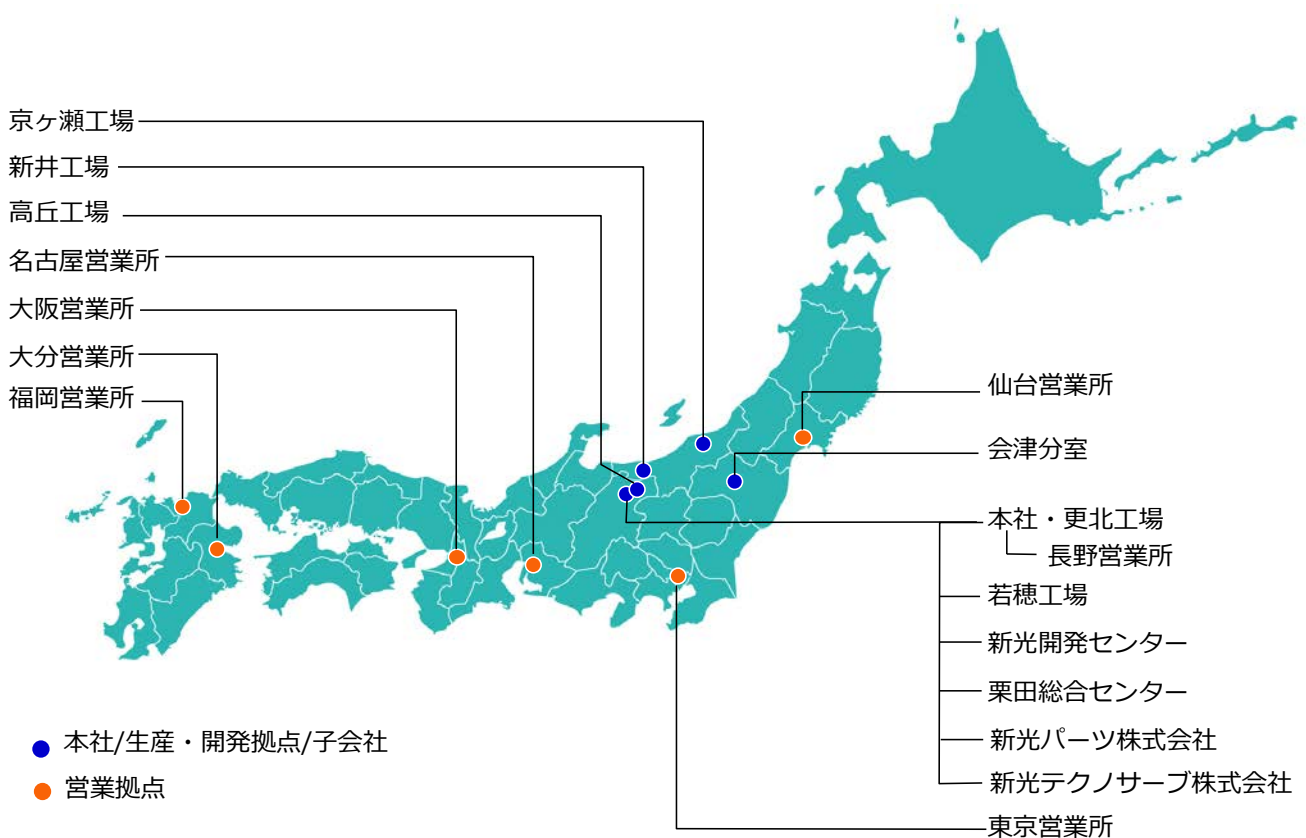 京ヶ瀬工場
新井工場
高丘工場
名古屋営業所
大阪営業所
大分営業所
福岡営業所
仙台営業所
会津分室
本社・更北工場
長野営業所
若穂工場
新光開発センター
栗田総合センター
新光パーツ株式会社
新光テクノサーブ株式会社
東京営業所
本社/生産・開発拠点/子会社
営業拠点